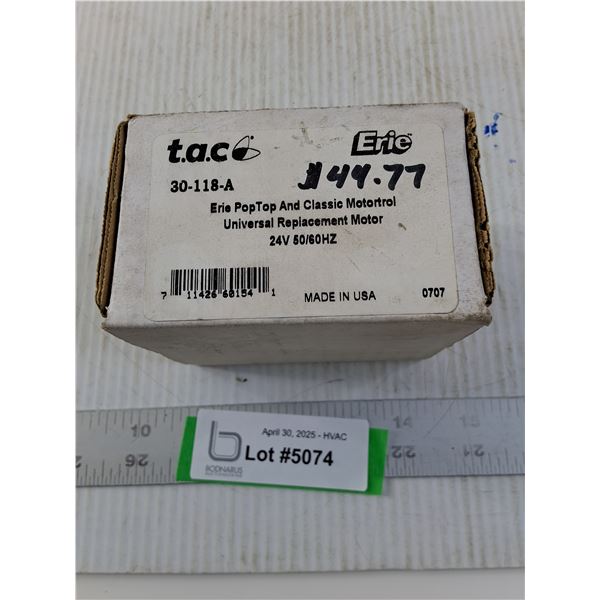 t.a.c
Erie
30-118-A
$44.77
Erie PopTop And Classic Motortrol
Universal Replacement Motor
24V 50/60HZ
7 11426 60154 1
MADE IN USA
0707
10 14 15
26 22 21
April 30, 2025 - HVAC
Lot #5074
BODNARUS